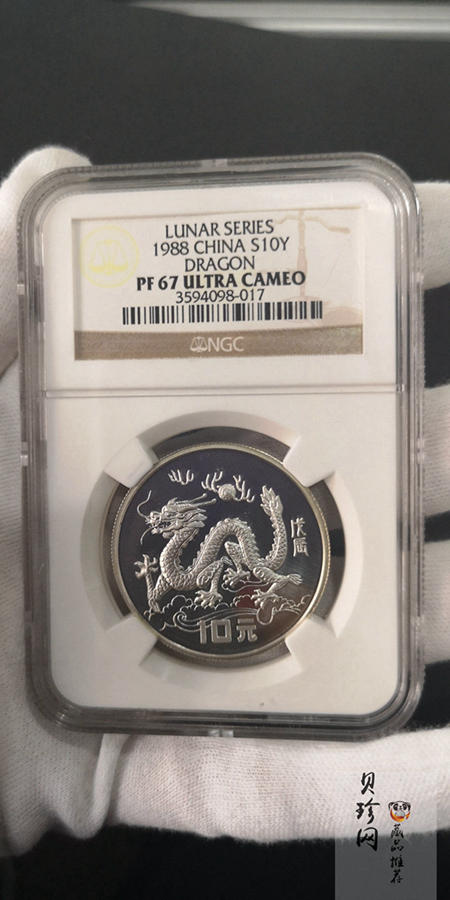 LUNAR SERIES
1988 CHINA S10Y
DRAGON
PF 67 ULTRA CAMEO
3594098-017
NGC
戊辰
10元
贝珍网
藏品推荐